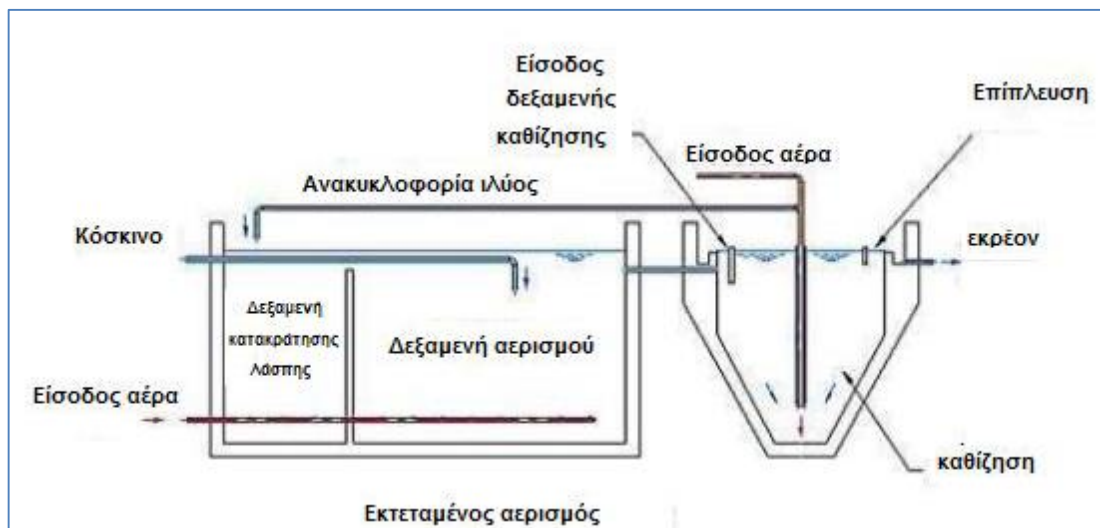 Είσοδος
δεξαμενής
καθίζησης
Επίπλευση
Είσοδος αέρα
Ανακυκλοφορία ιλύος
Κόσκινο
εκρέον
Δεξαμενή
κατακράτησης
Λάσπης
Δεξαμενή αερισμού
Είσοδος αέρα
καθίζηση
Εκτεταμένος αερισμός